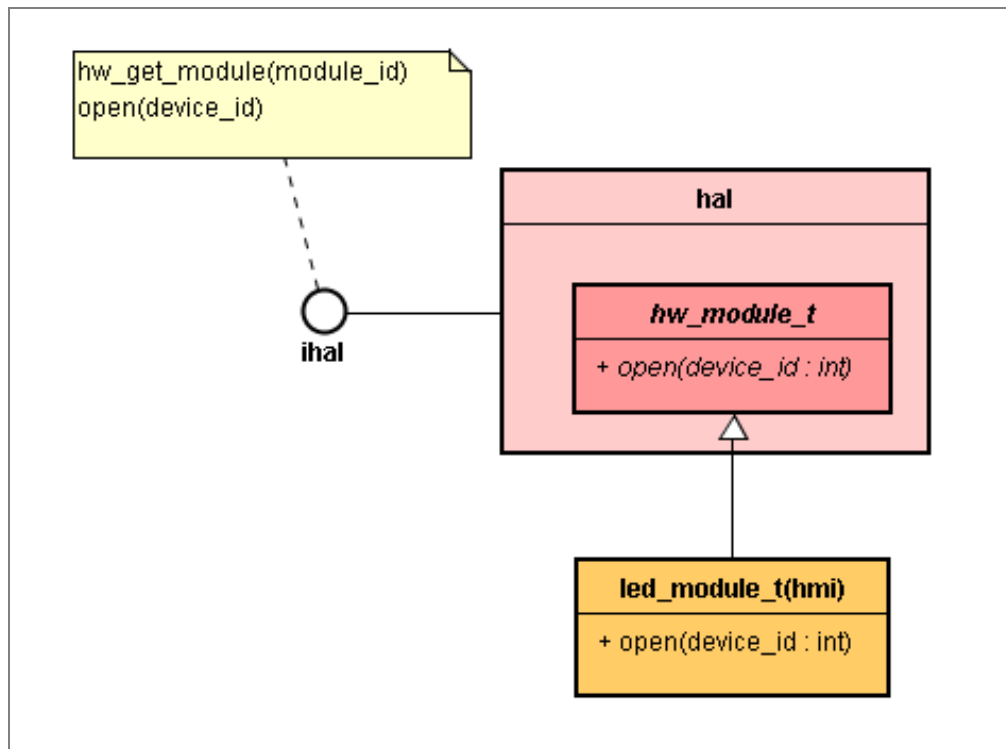 hw_get_module(module_id)
open(device_id)
hal
hw_module_t
+ open(device_id : int)
ihal
led_module_t(hmi)
+ open(device_id : int)